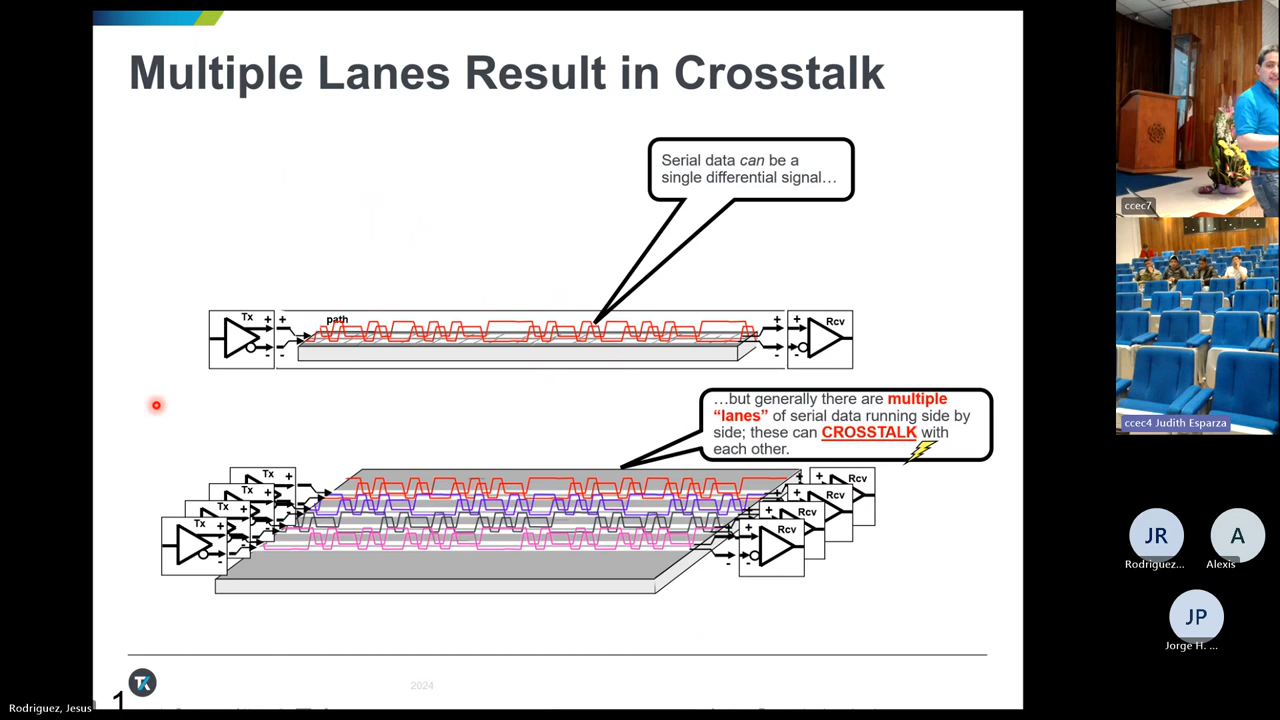 Multiple Lanes Result in Crosstalk
Serial data can be a
single differential signal…
Tx
+
+
path
+
+
Rcv
-
-
-
-
…but generally there are multiple
“lanes” of serial data running side by
side; these can CROSSTALK with
each other.
Tx
+
Tx
+
Tx
+
Tx
+
Rcv
Rcv
Rcv
+
Rcv
-
-
2024
1
Rodriguez, Jesus
ccec7
ccec4 Judith Esparza
JR
Rodriguez...
A
Alexis
JP
Jorge H. ...